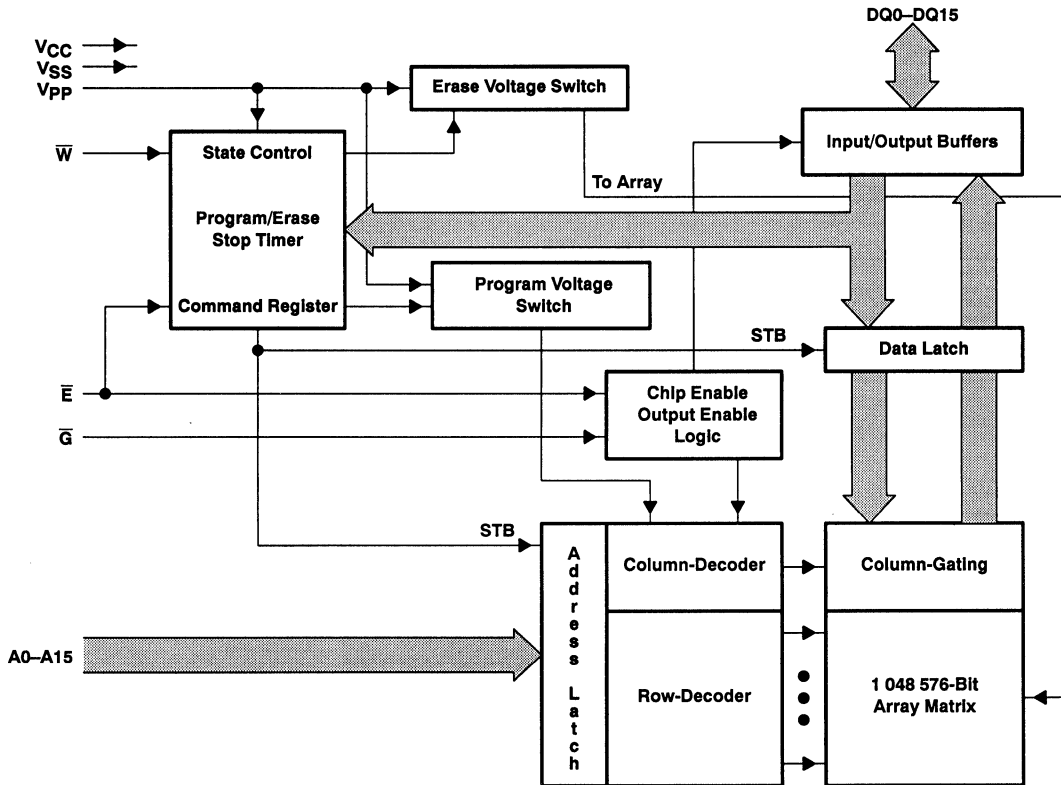 DQ0–DQ15
VCC
VSS
VPP
Erase Voltage Switch
W̅
State Control
Input/Output Buffers
To Array
Program/Erase
Stop Timer
Program Voltage
Switch
Command Register
STB
Data Latch
E̅
Chip Enable
Output Enable
Logic
G̅
STB
Address Latch
Column-Decoder
Column-Gating
A0–A15
Row-Decoder
1 048 576-Bit
Array Matrix